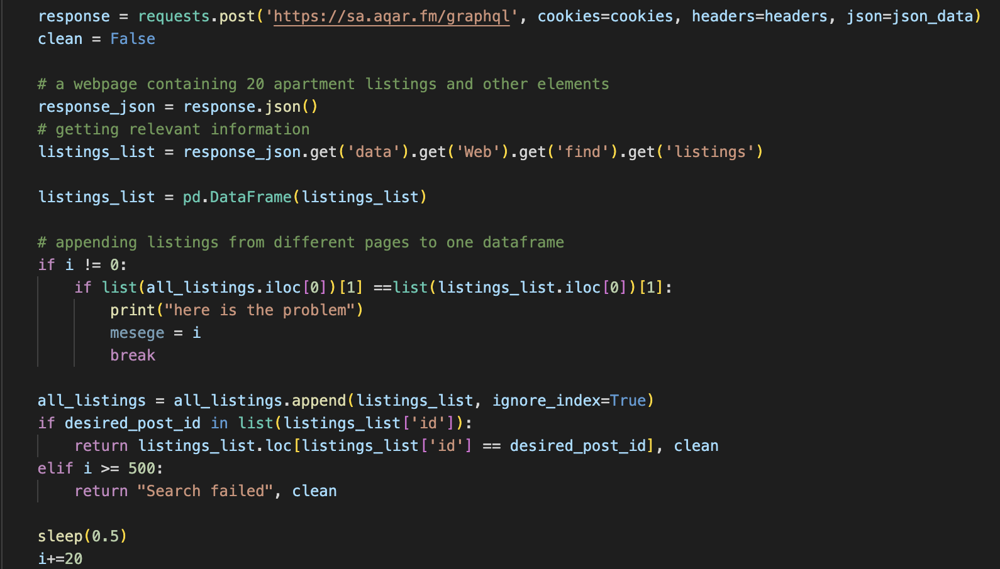 response = requests.post('https://sa.aqar.fm/graphql', cookies=cookies, headers=headers, json=json_data)
clean = False

# a webpage containing 20 apartment listings and other elements
response_json = response.json()
# getting relevant information
listings_list = response_json.get('data').get('Web').get('find').get('listings')

listings_list = pd.DataFrame(listings_list)

# appending listings from different pages to one dataframe
if i != 0:
    if list(all_listings.iloc[0])[1] ==list(listings_list.iloc[0])[1]:
        print("here is the problem")
        mesege = i
        break

all_listings = all_listings.append(listings_list, ignore_index=True)
if desired_post_id in list(listings_list['id']):
    return listings_list.loc[listings_list['id'] == desired_post_id], clean
elif i >= 500:
    return "Search failed", clean

sleep(0.5)
i+=20